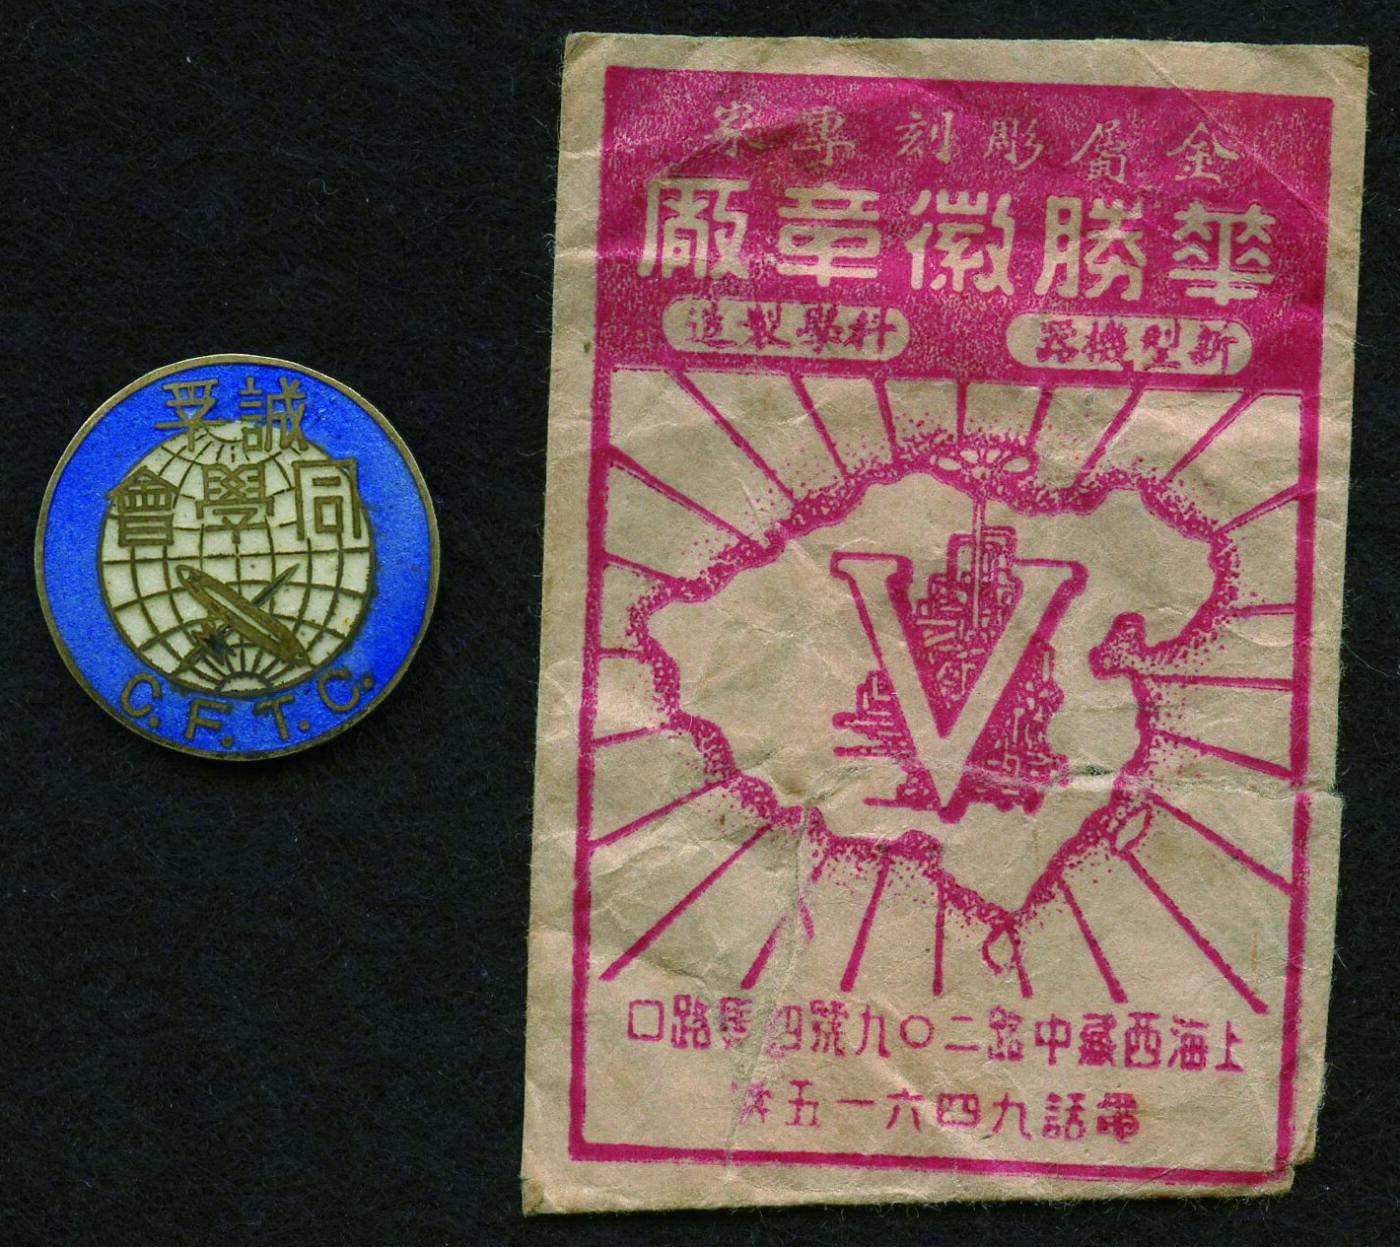 誠孚
同學會
C.F.T.C.
金屬彫刻專家
華勝徽章厰
新型機器 科學製造
V
上海西藏中路二〇九號四馬路口
電話九四六一五